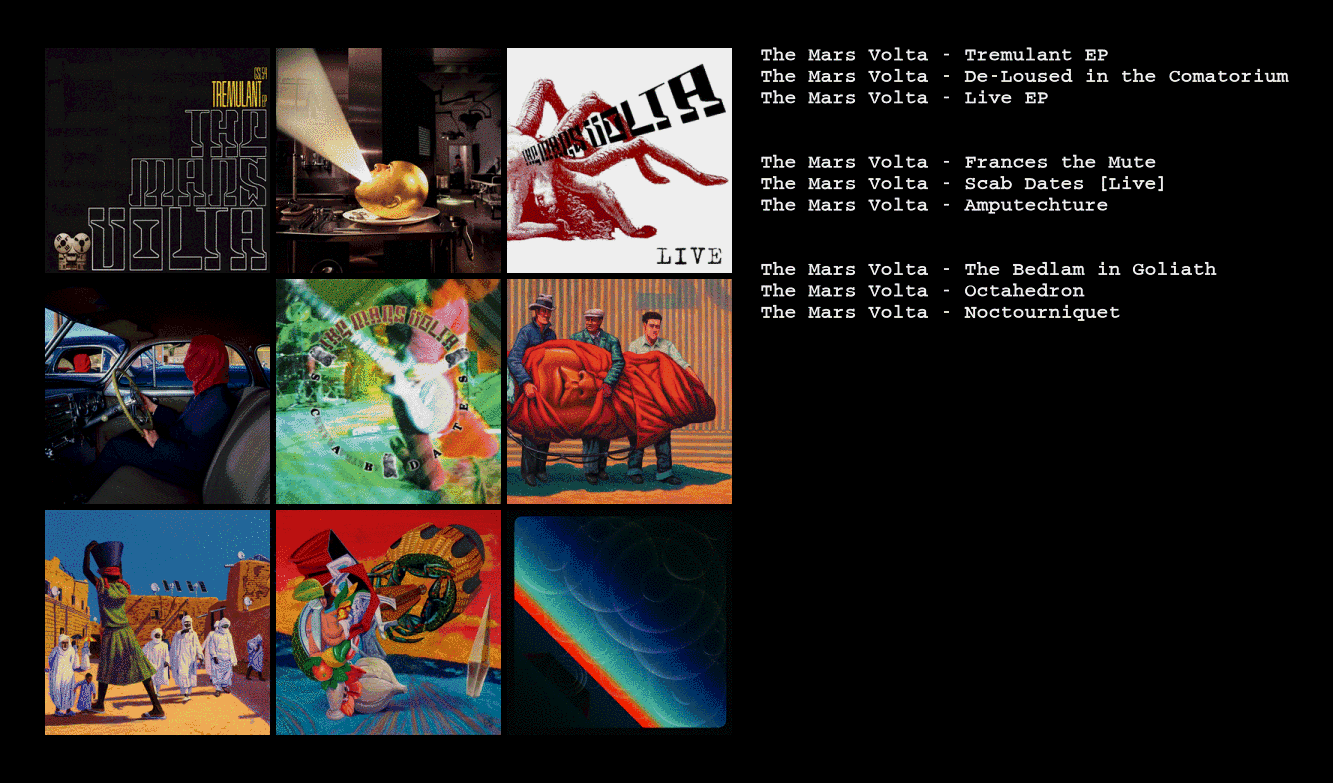 CSL54
TREMULANT EP
THE
MARS
VOLTA
THE MARS VOLTA
LIVE
THE MARS VOLTA
SCABDATES
The Mars Volta - Tremulant EP
The Mars Volta - De-Loused in the Comatorium
The Mars Volta - Live EP
The Mars Volta - Frances the Mute
The Mars Volta - Scab Dates [Live]
The Mars Volta - Amputechture
The Mars Volta - The Bedlam in Goliath
The Mars Volta - Octahedron
The Mars Volta - Noctourniquet